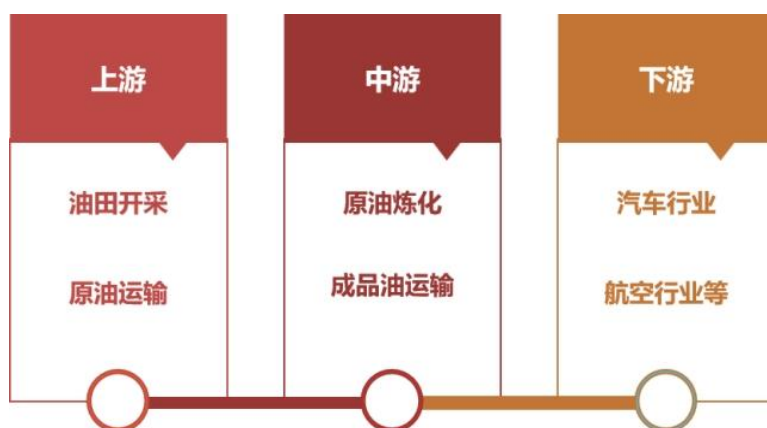 上游
油田开采
原油运输
中游
原油炼化
成品油运输
下游
汽车行业
航空行业等